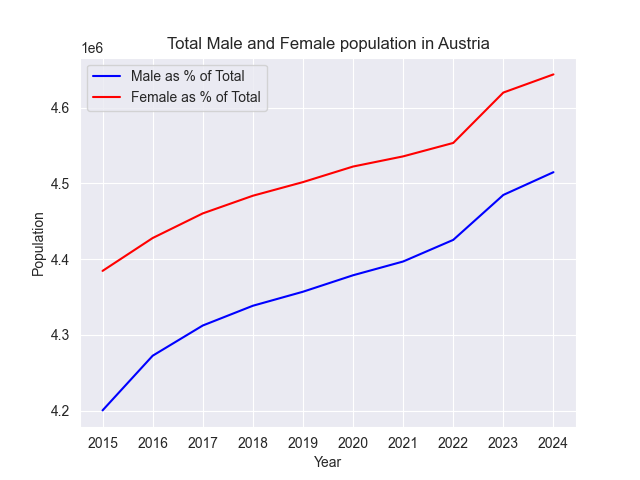 Total Male and Female population in Austria
1e6
Male as % of Total
Female as % of Total
4.6
4.5
4.4
4.3
4.2
Population
2015 2016 2017 2018 2019 2020 2021 2022 2023 2024
Year